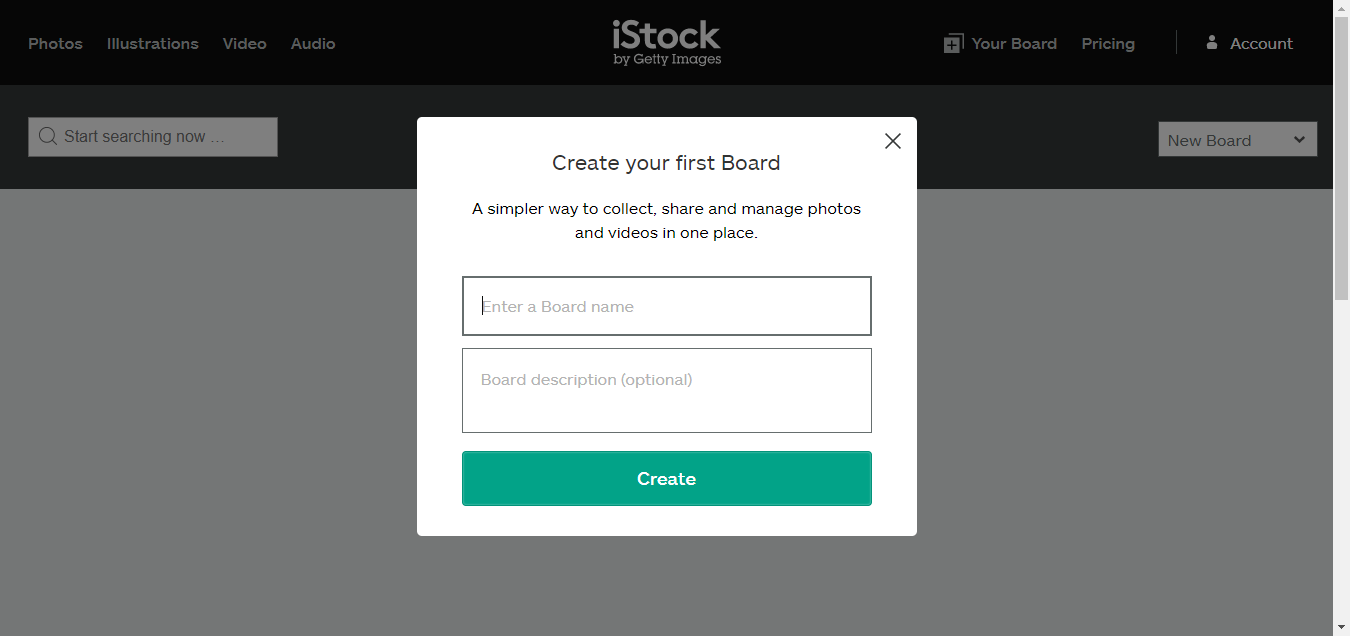 Photos Illustrations Video Audio
iStock
by Getty Images
Your Board Pricing Account
Start searching now ...
New Board
Create your first Board
A simpler way to collect, share and manage photos
and videos in one place.
Enter a Board name
Board description (optional)
Create